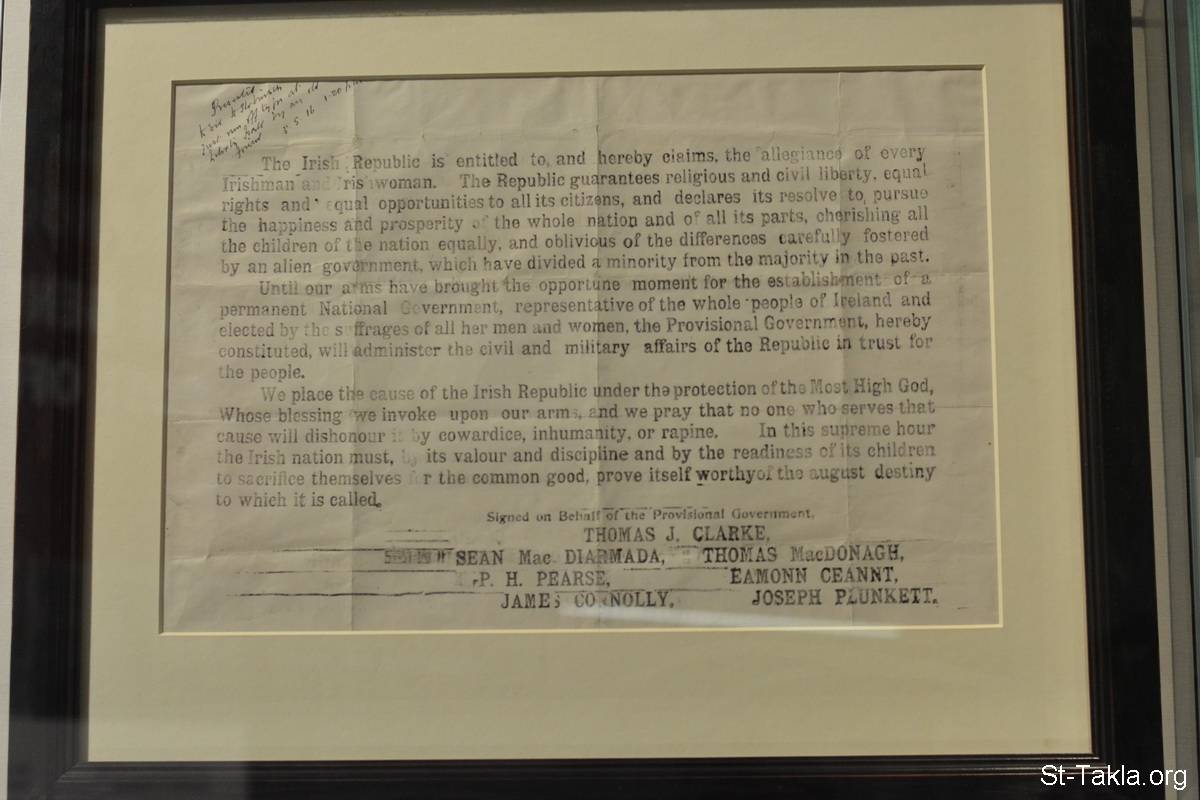 5.5.16
The Irish Republic is entitled to, and hereby claims, the allegiance of every
Irishman and Irishwoman. The Republic guarantees religious and civil liberty, equal
rights and equal opportunities to all its citizens, and declares its resolve to pursue
the happiness and prosperity of the whole nation and of all its parts, cherishing all
the children of the nation equally, and oblivious of the differences carefully fostered
by an alien government, which have divided a minority from the majority in the past.
Until our arms have brought the opportune moment for the establishment of a
permanent National Government, representative of the whole people of Ireland and
elected by the suffrages of all her men and women, the Provisional Government, hereby
constituted, will administer the civil and military affairs of the Republic in trust for
the people.
We place the cause of the Irish Republic under the protection of the Most High God,
Whose blessing we invoke upon our arms, and we pray that no one who serves that
cause will dishonour it by cowardice, inhumanity, or rapine. In this supreme hour
the Irish nation must, by its valour and discipline and by the readiness of its children
to sacrifice themselves for the common good, prove itself worthy of the august destiny
to which it is called.
Signed on Behalf of the Provisional Government,
THOMAS J. CLARKE,
SEAN Mac DIARMADA, THOMAS MacDONAGH,
P. H. PEARSE, EAMONN CEANNT,
JAMES CONNOLLY, JOSEPH PLUNKETT.
St-Takla.org